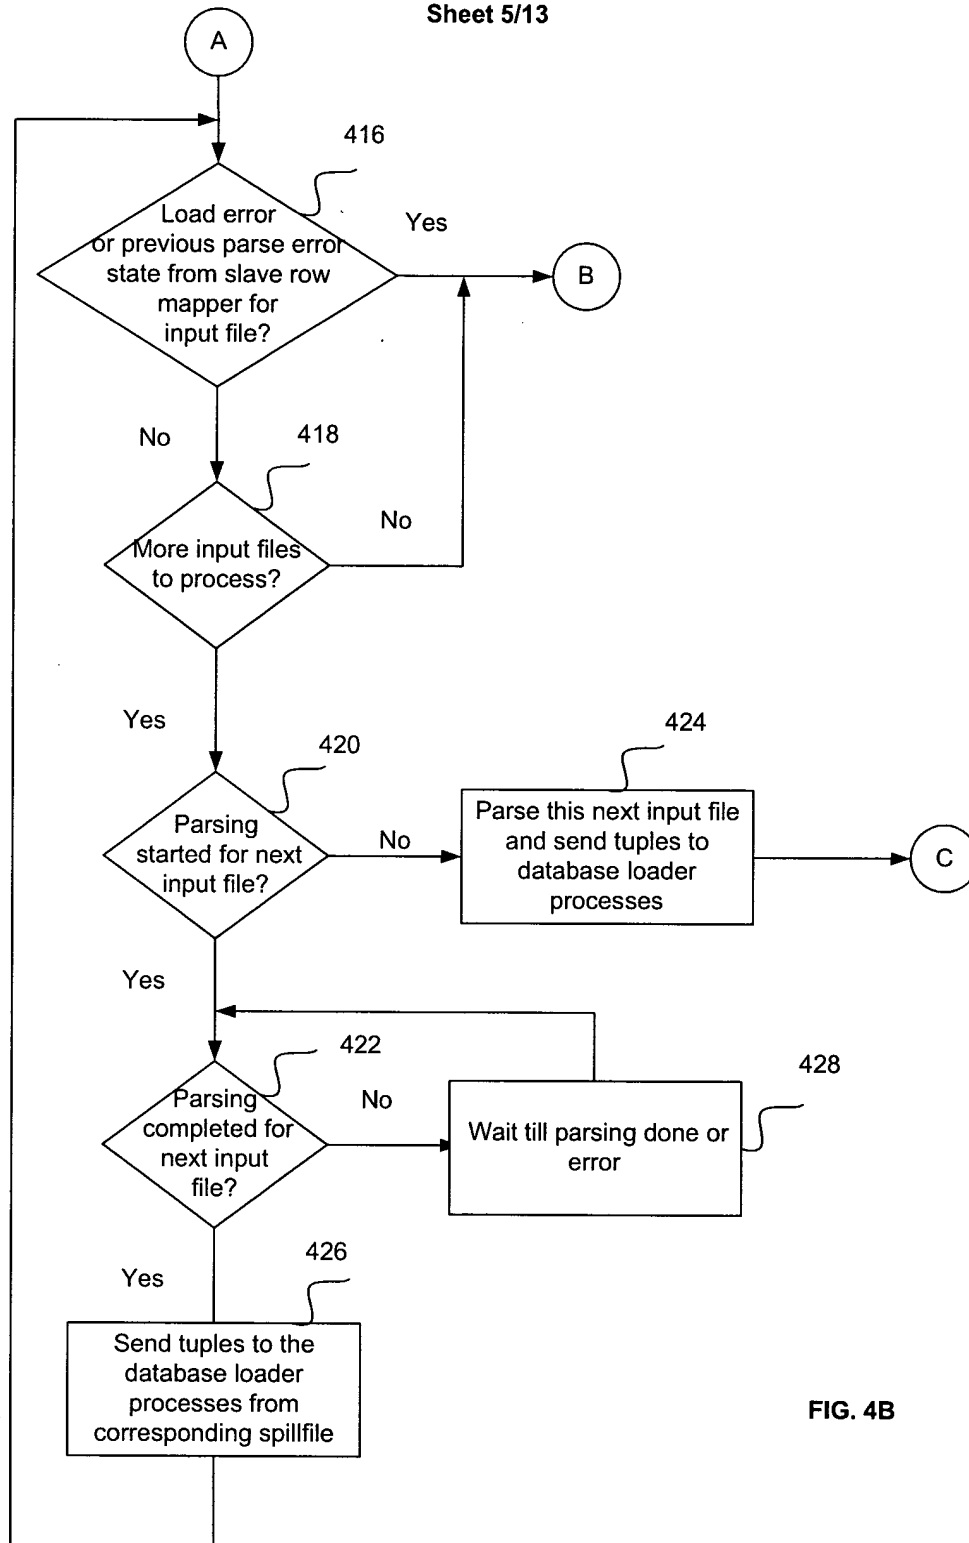 Sheet 5/13
A
416
Load error
or previous parse error
state from slave row
mapper for
input file?
Yes
B
No
418
More input files
to process?
No
Yes
420
Parsing
started for next
input file?
No
424
Parse this next input file
and send tuples to
database loader
processes
C
Yes
422
Parsing
completed for
next input
file?
No
428
Wait till parsing done or
error
Yes
426
Send tuples to the
database loader
processes from
corresponding spillfile
FIG. 4B